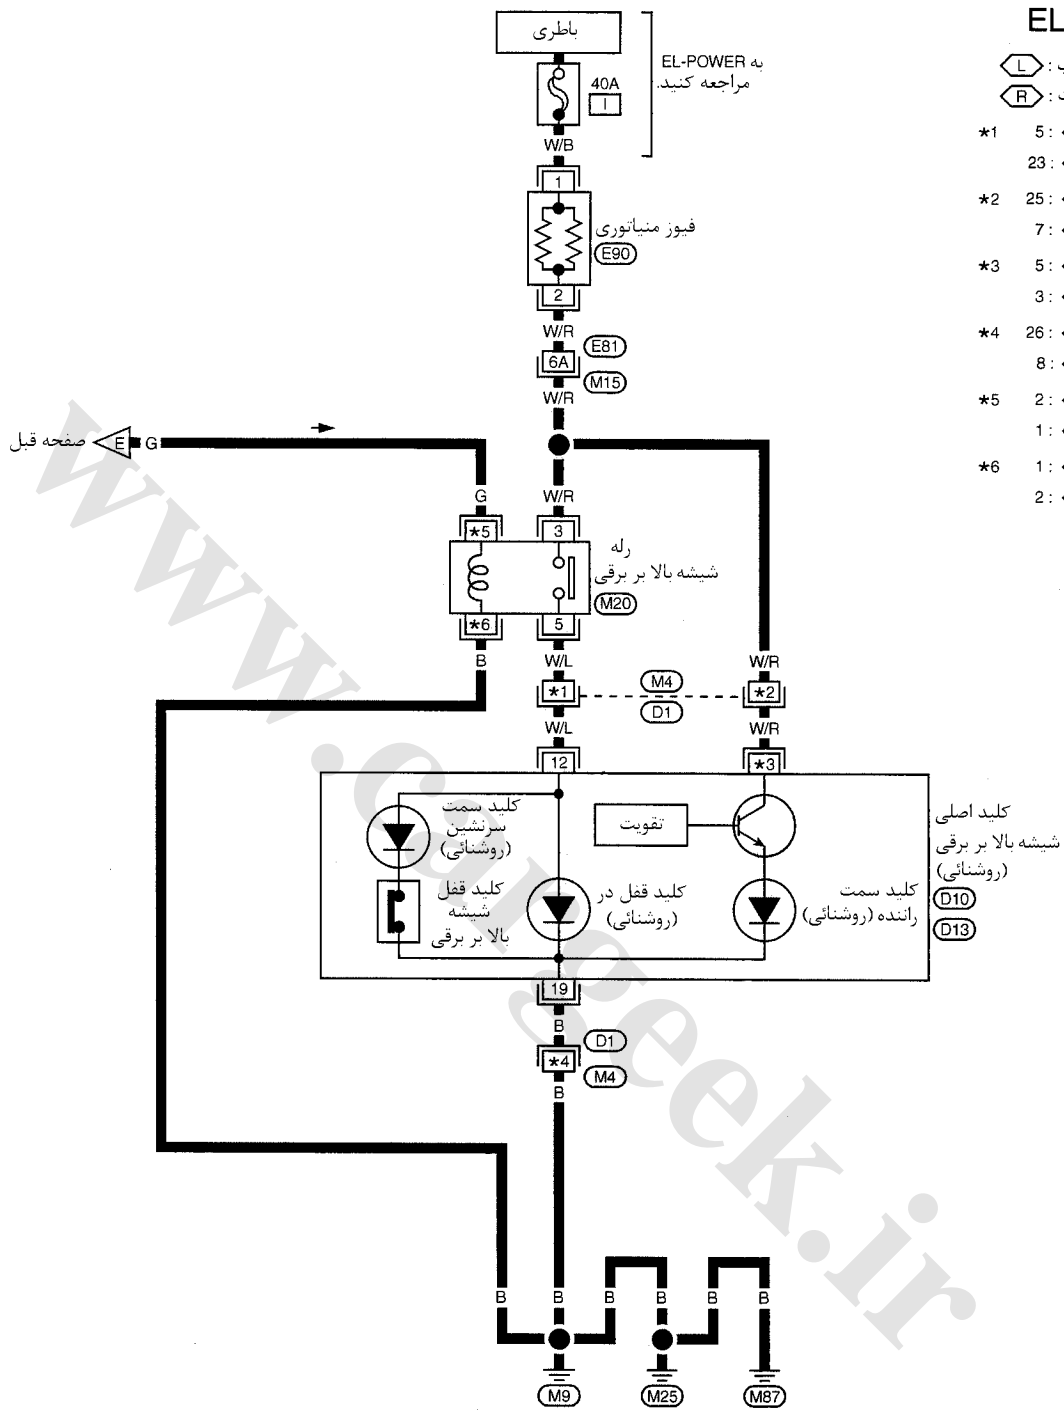 EL
باطری
به EL-POWER
مراجعه کنید.
40A
I
L :
R :
W/B
*1 5 :
23 :
1
*2 25 :
7 :
فیوز منیاتوری
E90
*3 5 :
3 :
2
W/R
*4 26 :
E81
6A
8 :
M15
W/R
*5 2 :
صفحه قبل
E
G
1 :
*6 1 :
G
W/R
2 :
*5
3
رله
شیشه بالا بر برقی
M20
*6
5
B
W/L
W/R
*1
M4
*2
D1
W/L
W/R
12
*3
کلید سمت
سرنشین
(روشنائی)
تقویت
کلید اصلی
شیشه بالا بر برقی
(روشنائی)
D10
D13
کلید قفل
شیشه
بالا بر برقی
کلید قفل در
(روشنائی)
کلید سمت
راننده (روشنائی)
19
B
D1
*4
M4
B
B
B
B
B
B
B
M9
M25
M87
www.cargeek.ir